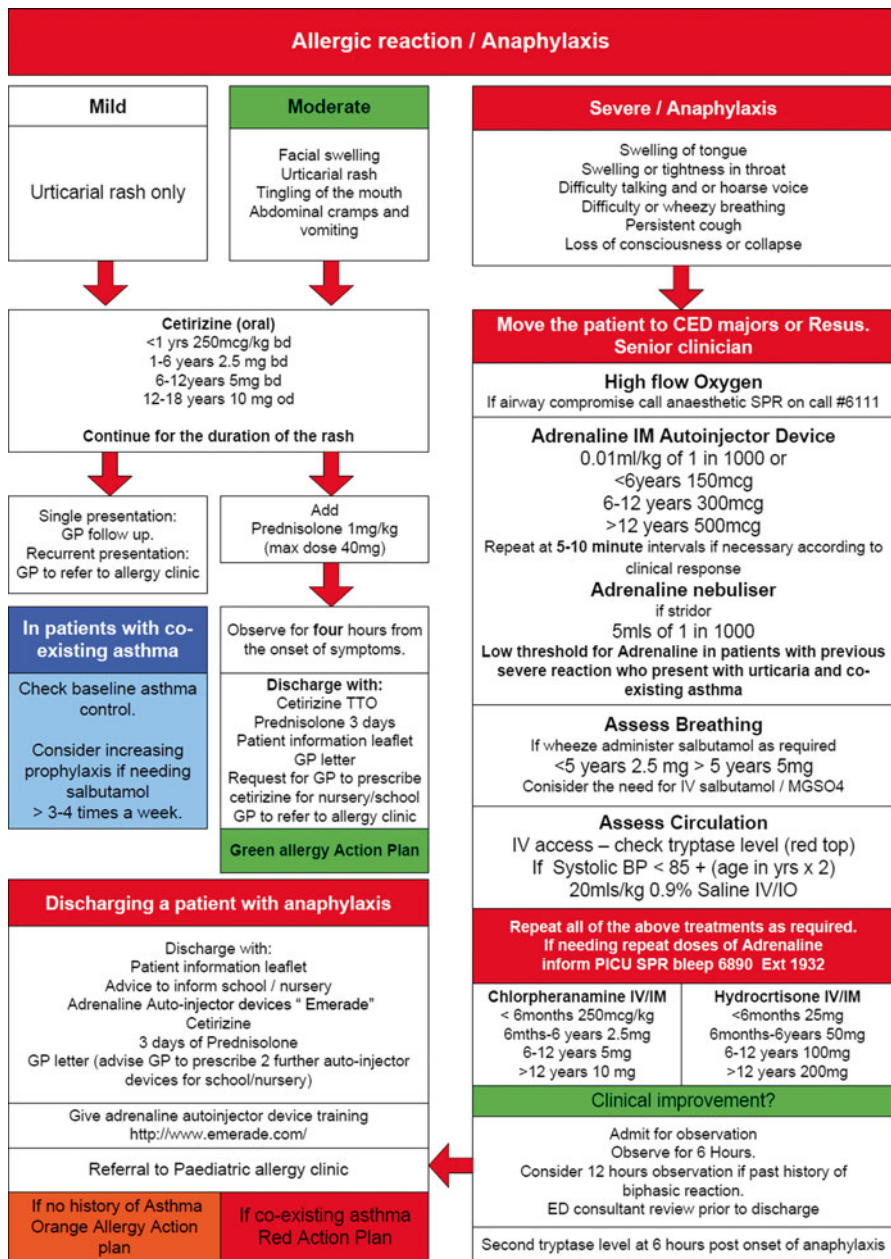 Allergic reaction / Anaphylaxis
Mild
Urticarial rash only
Moderate
Facial swelling
Urticarial rash
Tingling of the mouth
Abdominal cramps and
vomiting
Cetirizine (oral)
<1 yrs 250mcg/kg bd
1-6 years 2.5 mg bd
6-12years 5mg bd
12-18 years 10 mg od
Continue for the duration of the rash
Single presentation:
GP follow up.
Recurrent presentation:
GP to refer to allergy clinic
Add
Prednisolone 1mg/kg
(max dose 40mg)
In patients with co-
existing asthma
Check baseline asthma
control.
Consider increasing
prophylaxis if needing
salbutamol
> 3-4 times a week.
Observe for four hours from
the onset of symptoms.
Discharge with:
Cetirizine TTO
Prednisolone 3 days
Patient information leaflet
GP letter
Request for GP to prescribe
cetirizine for nursery/school
GP to refer to allergy clinic
Green allergy Action Plan
Severe / Anaphylaxis
Swelling of tongue
Swelling or tightness in throat
Difficulty talking and or hoarse voice
Difficulty or wheezy breathing
Persistent cough
Loss of consciousness or collapse
Move the patient to CED majors or Resus.
Senior clinician
High flow Oxygen
If airway compromise call anaesthetic SPR on call #6111
Adrenaline IM Autoinjector Device
0.01ml/kg of 1 in 1000 or
<6years 150mcg
6-12 years 300mcg
>12 years 500mcg
Repeat at 5-10 minute intervals if necessary according to
clinical response
Adrenaline nebuliser
if stridor
5mls of 1 in 1000
Low threshold for Adrenaline in patients with previous
severe reaction who present with urticaria and co-
existing asthma
Assess Breathing
If wheeze administer salbutamol as required
<5 years 2.5 mg > 5 years 5mg
Conisider the need for IV salbutamol / MGSO4
Assess Circulation
IV access – check tryptase level (red top)
If Systolic BP < 85 + (age in yrs x 2)
20mls/kg 0.9% Saline IV/IO
Repeat all of the above treatments as required.
If needing repeat doses of Adrenaline
inform PICU SPR bleep 6890 Ext 1932
Chlorpheranamine IV/IM
< 6months 250mcg/kg
6mths-6 years 2.5mg
6-12 years 5mg
>12 years 10 mg
Hydrocrtisone IV/IM
<6months 25mg
6months-6years 50mg
6-12 years 100mg
>12 years 200mg
Clinical improvement?
Admit for observation
Observe for 6 Hours.
Consider 12 hours observation if past history of
biphasic reaction.
ED consultant review prior to discharge
Second tryptase level at 6 hours post onset of anaphylaxis
Discharging a patient with anaphylaxis
Discharge with:
Patient information leaflet
Advice to inform school / nursery
Adrenaline Auto-injector devices “ Emerade”
Cetirizine
3 days of Prednisolone
GP letter (advise GP to prescribe 2 further auto-injector
devices for school/nursery)
Give adrenaline autoinjector device training
http://www.emerade.com/
Referral to Paediatric allergy clinic
If no history of Asthma
Orange Allergy Action
plan
If co-existing asthma
Red Action Plan